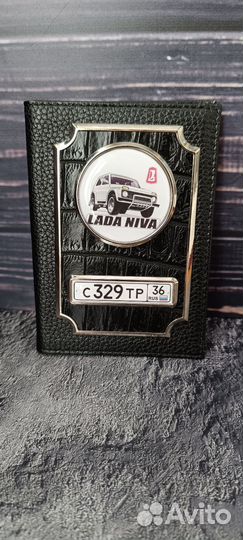 LADA NIVA
С 329 ТР 36
RUS
Avito